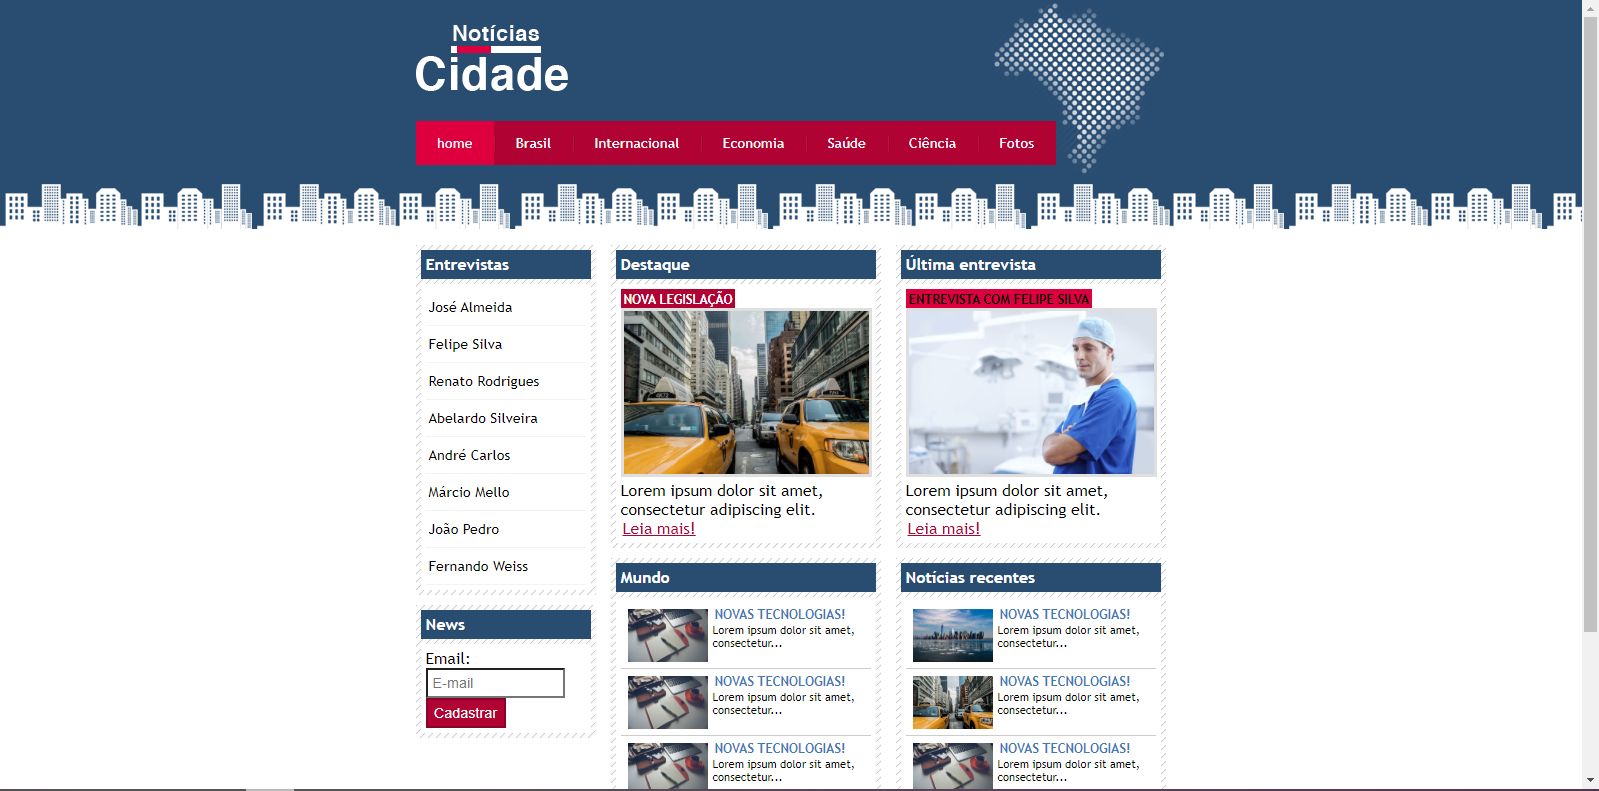 Notícias
Cidade
home Brasil Internacional Economia Saúde Ciência Fotos
Entrevistas
José Almeida
Felipe Silva
Renato Rodrigues
Abelardo Silveira
André Carlos
Márcio Mello
João Pedro
Fernando Weiss
News
Email:
E-mail
Cadastrar
Destaque
NOVA LEGISLAÇÃO
Lorem ipsum dolor sit amet,
consectetur adipiscing elit.
Leia mais!
Última entrevista
ENTREVISTA COM FELIPE SILVA
Lorem ipsum dolor sit amet,
consectetur adipiscing elit.
Leia mais!
Mundo
NOVAS TECNOLOGIAS!
Lorem ipsum dolor sit amet,
consectetur...
NOVAS TECNOLOGIAS!
Lorem ipsum dolor sit amet,
consectetur...
NOVAS TECNOLOGIAS!
Lorem ipsum dolor sit amet,
consectetur...
Notícias recentes
NOVAS TECNOLOGIAS!
Lorem ipsum dolor sit amet,
consectetur...
NOVAS TECNOLOGIAS!
Lorem ipsum dolor sit amet,
consectetur...
NOVAS TECNOLOGIAS!
Lorem ipsum dolor sit amet,
consectetur...